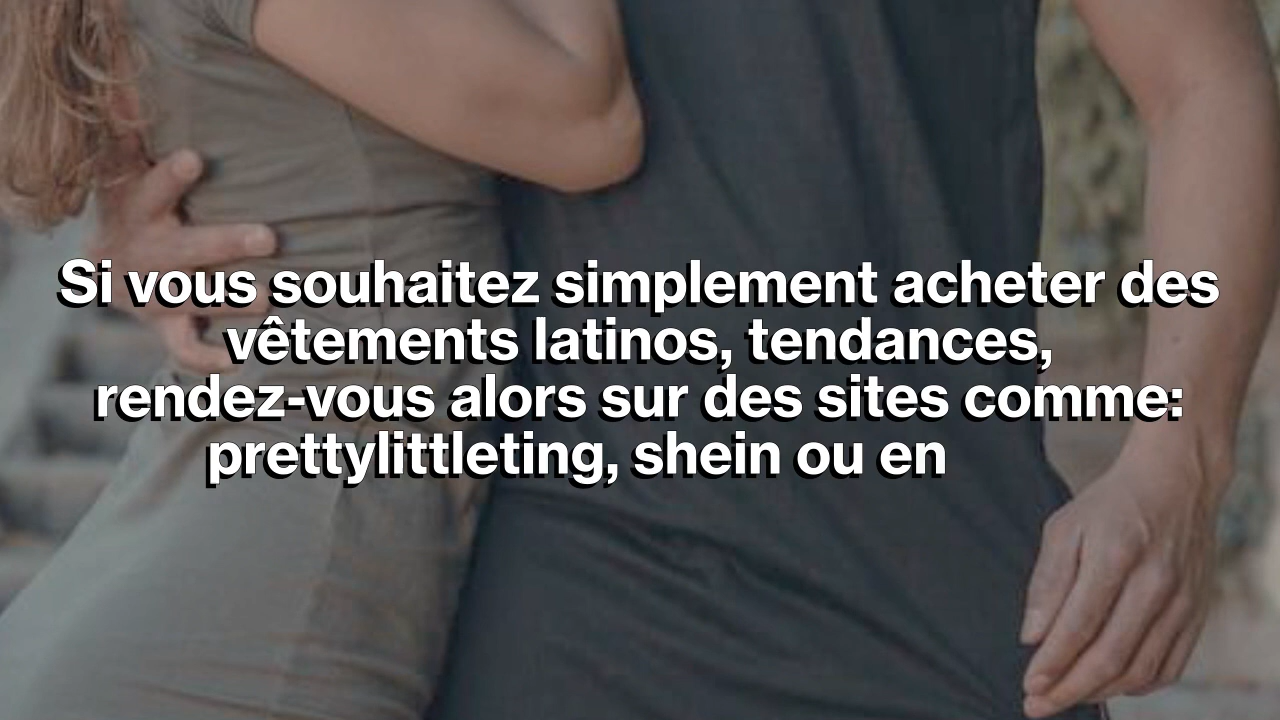 Si vous souhaitez simplement acheter des
vêtements latinos, tendances,
rendez-vous alors sur des sites comme:
prettylittleting, shein ou en